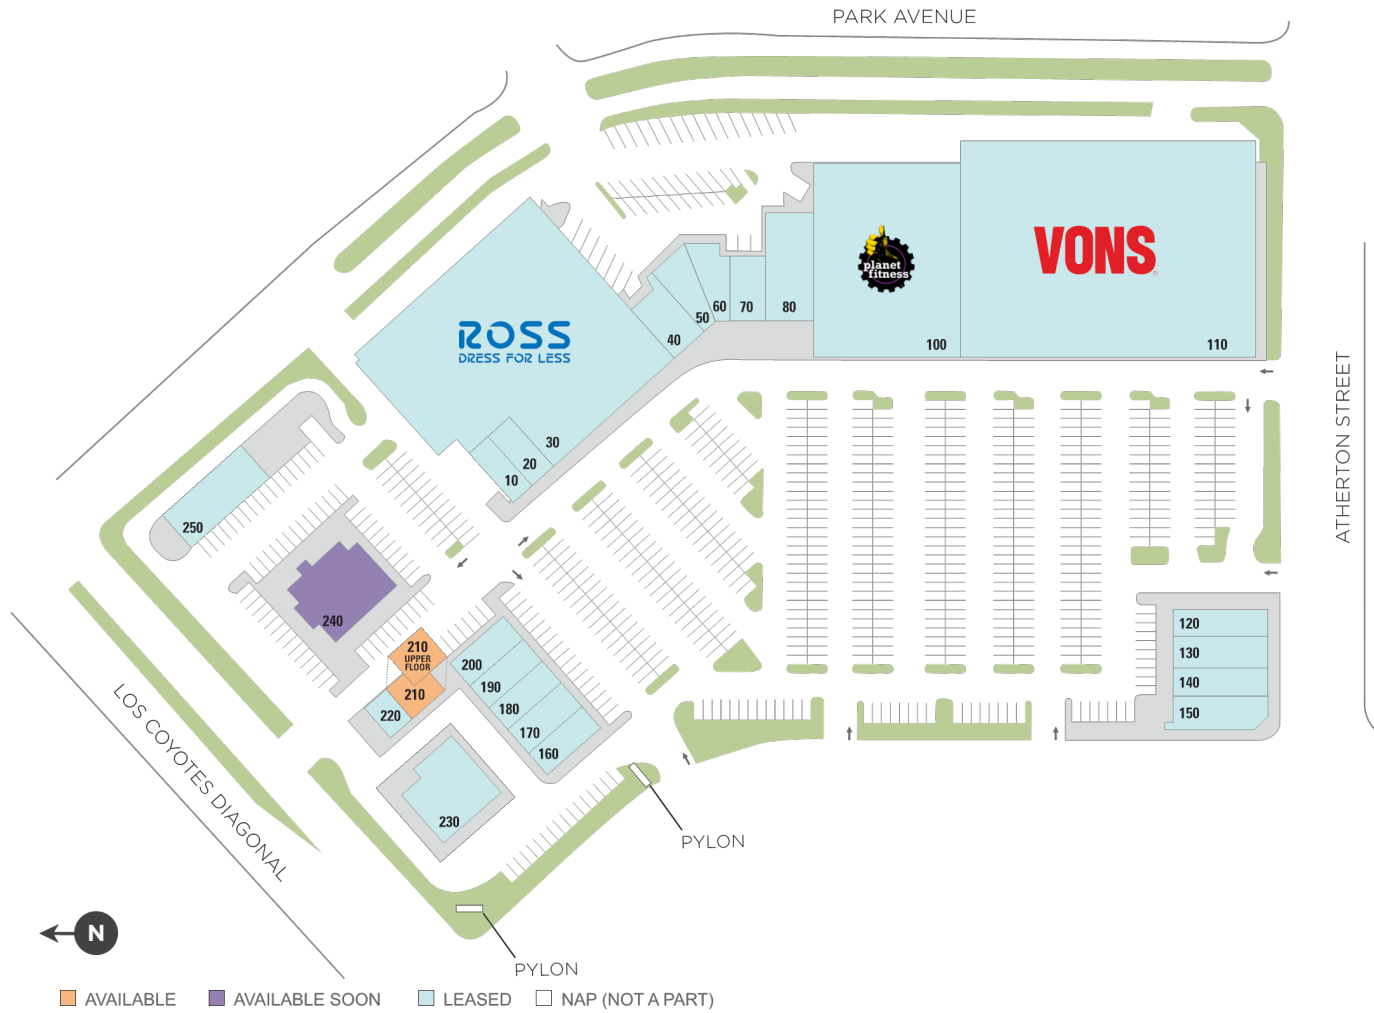 PARK AVENUE
VONS
planet
fitness
ROSS
DRESS FOR LESS
60
70
80
50
40
100
110
ATHERTON STREET
30
20
10
250
240
120
130
140
150
210
UPPER
FLOOR
200
190
210
180
220
170
160
230
LOS COYOTES DIAGONAL
PYLON
PYLON
N
AVAILABLE
AVAILABLE SOON
LEASED
NAP (NOT A PART)